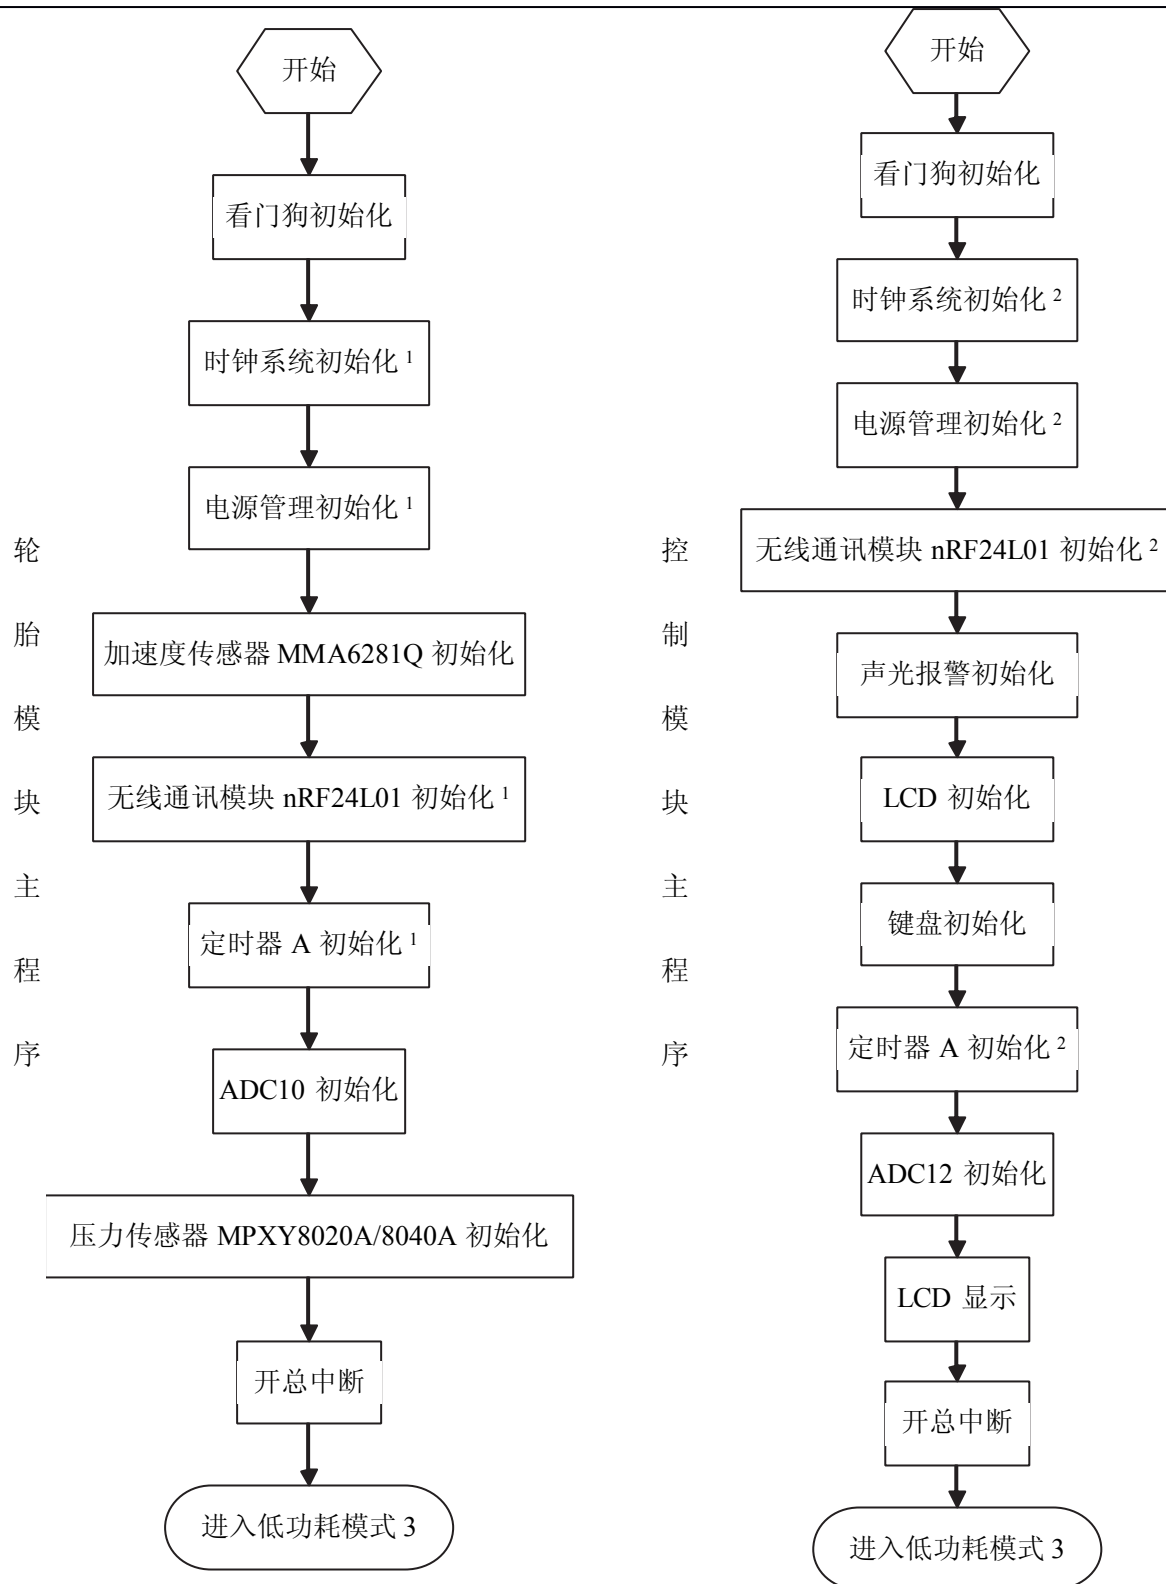 开始
看门狗初始化
时钟系统初始化 1
电源管理初始化 1
加速度传感器 MMA6281Q 初始化
无线通讯模块 nRF24L01 初始化 1
定时器 A 初始化 1
ADC10 初始化
压力传感器 MPXY8020A/8040A 初始化
开总中断
进入低功耗模式 3
轮胎模块主程序
开始
看门狗初始化
时钟系统初始化 2
电源管理初始化 2
无线通讯模块 nRF24L01 初始化 2
声光报警初始化
LCD 初始化
键盘初始化
定时器 A 初始化 2
ADC12 初始化
LCD 显示
开总中断
进入低功耗模式 3
控制模块主程序